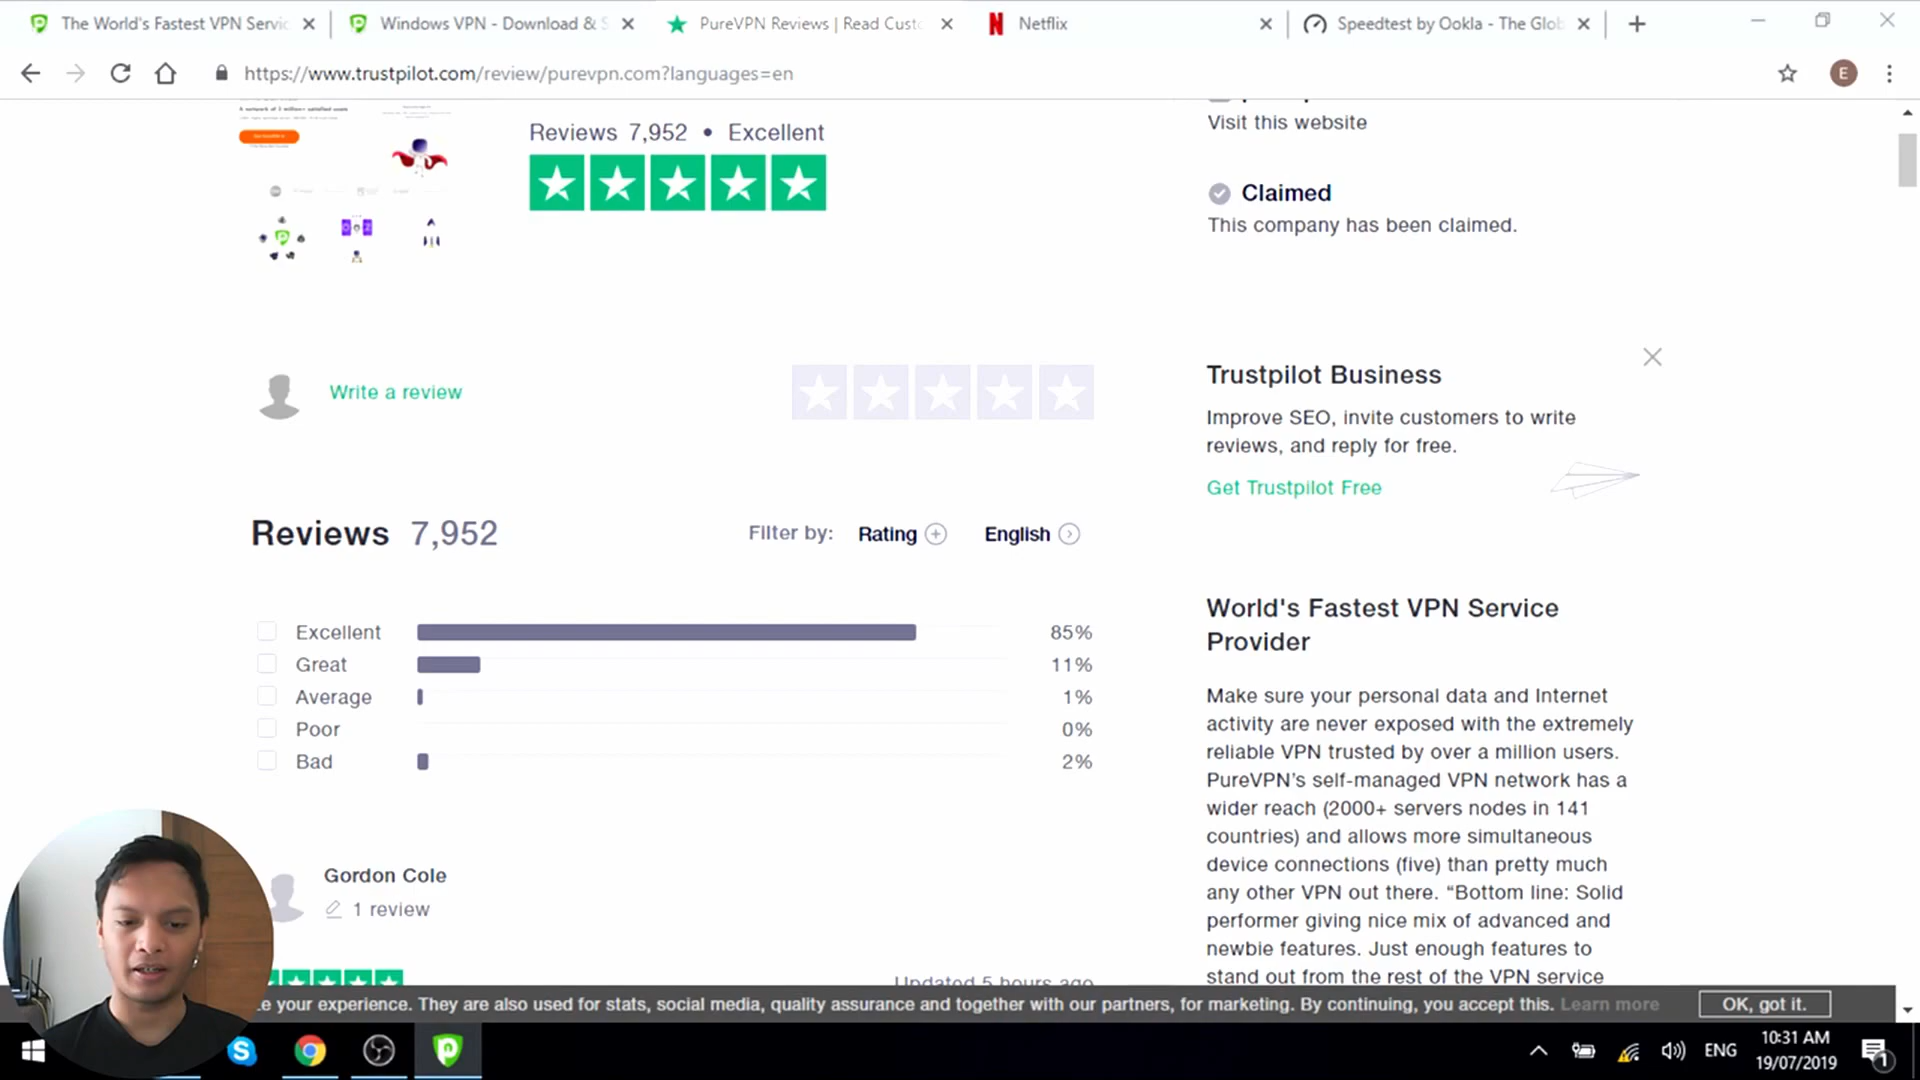 The World's Fastest VPN Servic
Windows VPN - Download & S
PureVPN Reviews | Read Custo
Netflix
Speedtest by Ookla - The Glob
https://www.trustpilot.com/review/purevpn.com?languages=en
Reviews 7,952 • Excellent
Visit this website
Claimed
This company has been claimed.
Write a review
Trustpilot Business
Improve SEO, invite customers to write
reviews, and reply for free.
Get Trustpilot Free
Reviews 7,952
Filter by: Rating English
Excellent 85%
Great 11%
Average 1%
Poor 0%
Bad 2%
World's Fastest VPN Service
Provider
Make sure your personal data and Internet
activity are never exposed with the extremely
reliable VPN trusted by over a million users.
PureVPN's self-managed VPN network has a
wider reach (2000+ servers nodes in 141
countries) and allows more simultaneous
device connections (five) than pretty much
any other VPN out there. “Bottom line: Solid
performer giving nice mix of advanced and
newbie features. Just enough features to
stand out from the rest of the VPN service
Gordon Cole
1 review
Updated 5 hours ago
e your experience. They are also used for stats, social media, quality assurance and together with our partners, for marketing. By continuing, you accept this. Learn more
OK, got it.
ENG
10:31 AM
19/07/2019
1
E